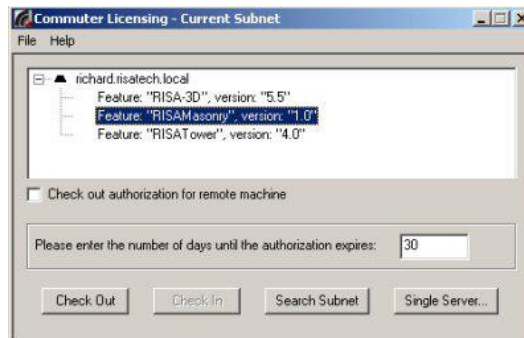 Commuter Licensing - Current Subnet
File Help
richard.risatech.local
Feature: "RISA-3D", version: "5.5"
Feature: "RISAMasonry", version: "1.0"
Feature: "RISATower", version: "4.0"
Check out authorization for remote machine
Please enter the number of days until the authorization expires: 30
Check Out Check In Search Subnet Single Server...